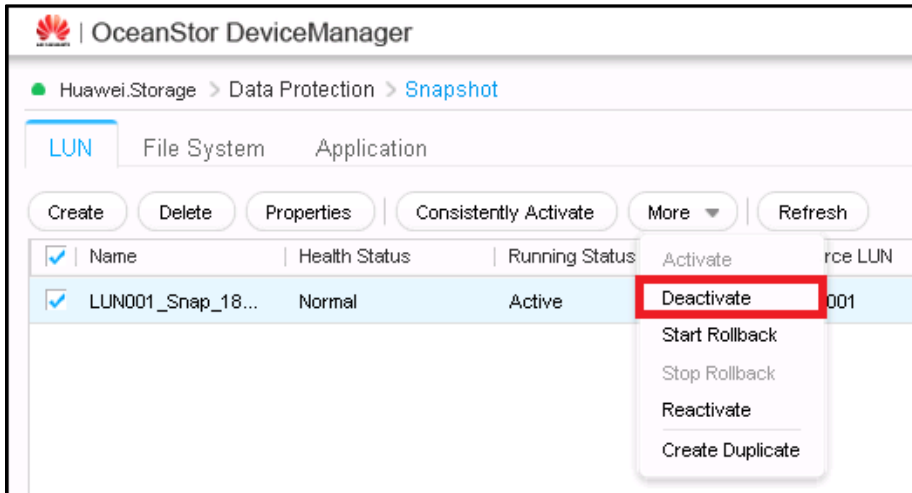 OceanStor DeviceManager
Huawei.Storage > Data Protection > Snapshot
LUN File System Application
Create Delete Properties Consistently Activate More Refresh
Name Health Status Running Status rce LUN
LUN001_Snap_18... Normal Active 001
Activate
Deactivate
Start Rollback
Stop Rollback
Reactivate
Create Duplicate